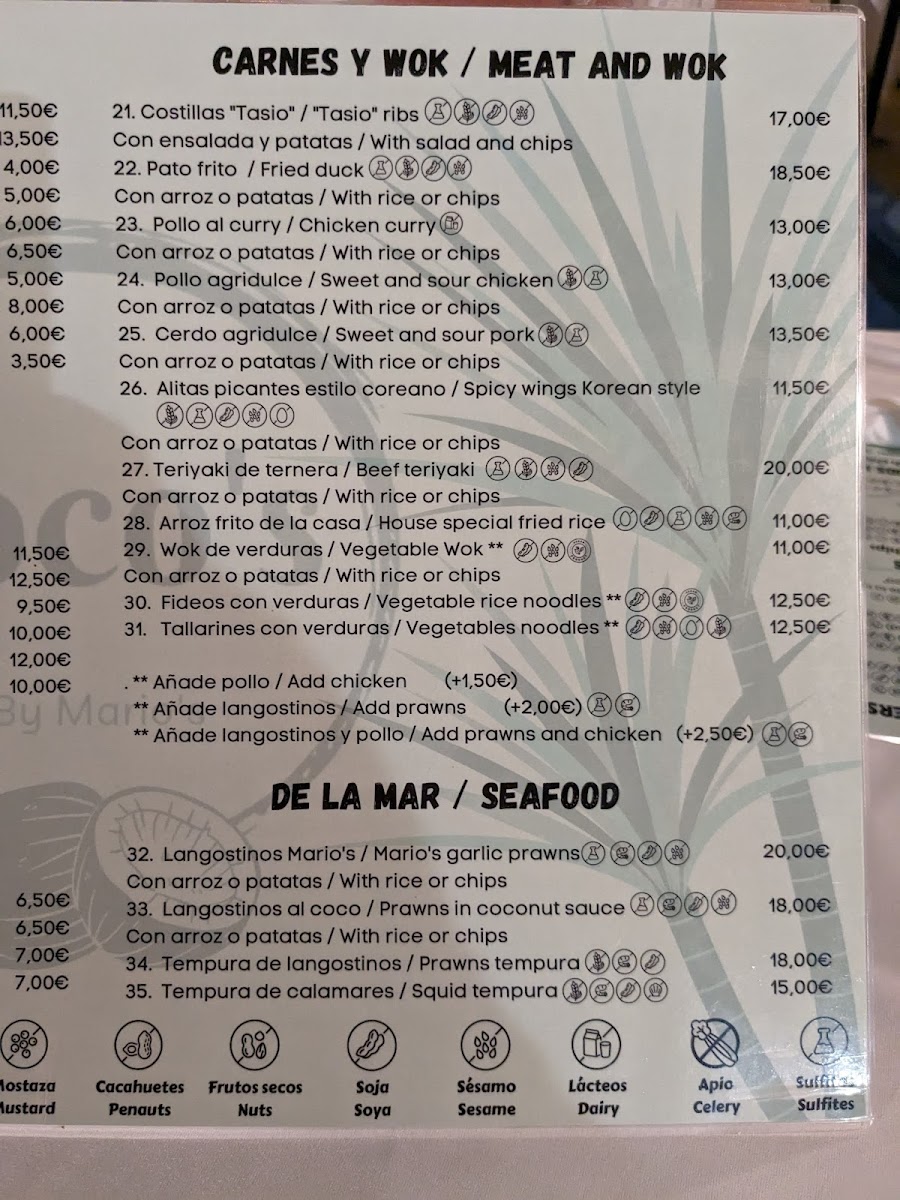 CARNES Y WOK / MEAT AND WOK
11,50€
13,50€
4,00€
5,00€
6,00€
6,50€
5,00€
8,00€
6,00€
3,50€
21. Costillas "Tasio" / "Tasio" ribs 17,00€
Con ensalada y patatas / With salad and chips
22. Pato frito / Fried duck 18,50€
Con arroz o patatas / With rice or chips
23. Pollo al curry / Chicken curry 13,00€
Con arroz o patatas / With rice or chips
24. Pollo agridulce / Sweet and sour chicken 13,00€
Con arroz o patatas / With rice or chips
25. Cerdo agridulce / Sweet and sour pork 13,50€
Con arroz o patatas / With rice or chips
26. Alitas picantes estilo coreano / Spicy wings Korean style 11,50€
Con arroz o patatas / With rice or chips
27. Teriyaki de ternera / Beef teriyaki 20,00€
Con arroz o patatas / With rice or chips
28. Arroz frito de la casa / House special fried rice 11,00€
29. Wok de verduras / Vegetable Wok ** 11,00€
Con arroz o patatas / With rice or chips
30. Fideos con verduras / Vegetable rice noodles ** 12,50€
31. Tallarines con verduras / Vegetables noodles ** 12,50€
11,50€
12,50€
9,50€
10,00€
12,00€
10,00€
By Mario's
. ** Añade pollo / Add chicken (+1,50€)
** Añade langostinos / Add prawns (+2,00€)
** Añade langostinos y pollo / Add prawns and chicken (+2,50€)
DE LA MAR / SEAFOOD
32. Langostinos Mario's / Mario's garlic prawns 20,00€
Con arroz o patatas / With rice or chips
33. Langostinos al coco / Prawns in coconut sauce 18,00€
Con arroz o patatas / With rice or chips
34. Tempura de langostinos / Prawns tempura 18,00€
35. Tempura de calamares / Squid tempura 15,00€
6,50€
6,50€
7,00€
7,00€
Mostaza Cacahuetes Frutos secos Soja Sésamo Lácteos Apio Sulfitos
Mustard Penauts Nuts Soya Sesame Dairy Celery Sulfites